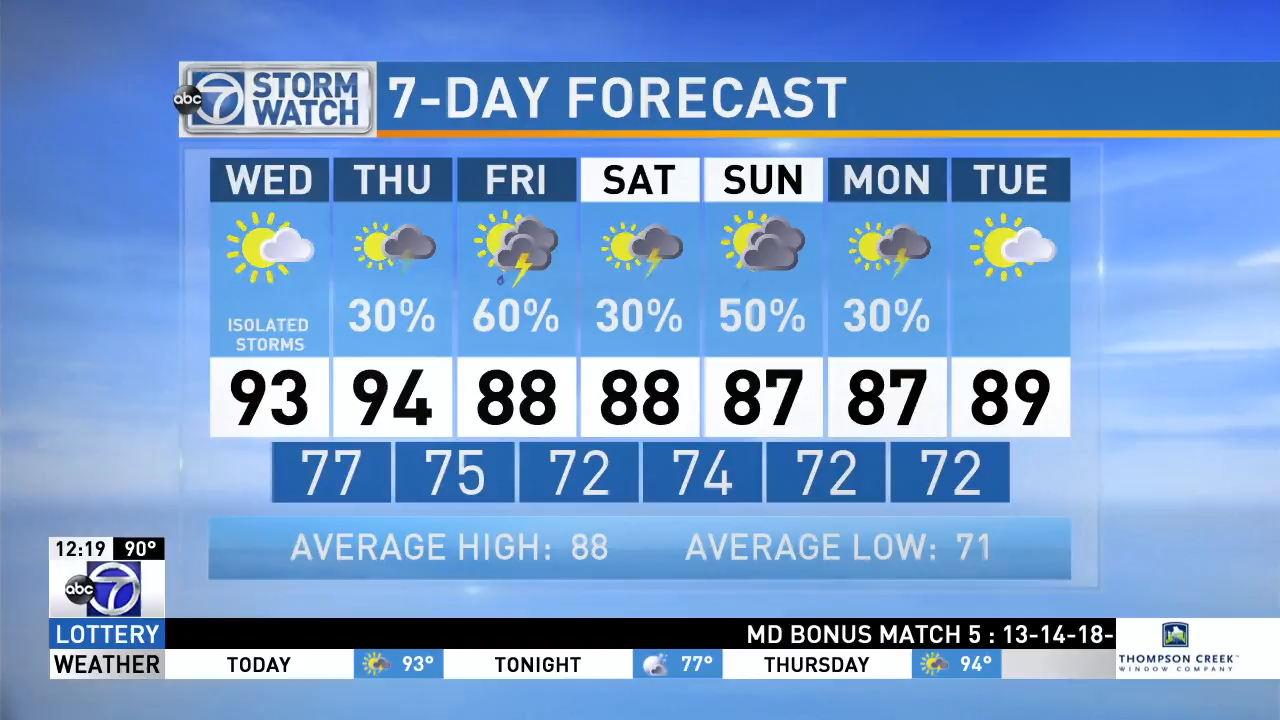 abc 7 STORM WATCH
7-DAY FORECAST
WED THU FRI SAT SUN MON TUE
ISOLATED STORMS
30% 60% 30% 50% 30%
93 94 88 88 87 87 89
77 75 72 74 72 72
AVERAGE HIGH: 88 AVERAGE LOW: 71
12:19 90°
abc 7
LOTTERY MD BONUS MATCH 5 : 13-14-18-
WEATHER TODAY 93° TONIGHT 77° THURSDAY 94°
THOMPSON CREEK™
WINDOW COMPANY